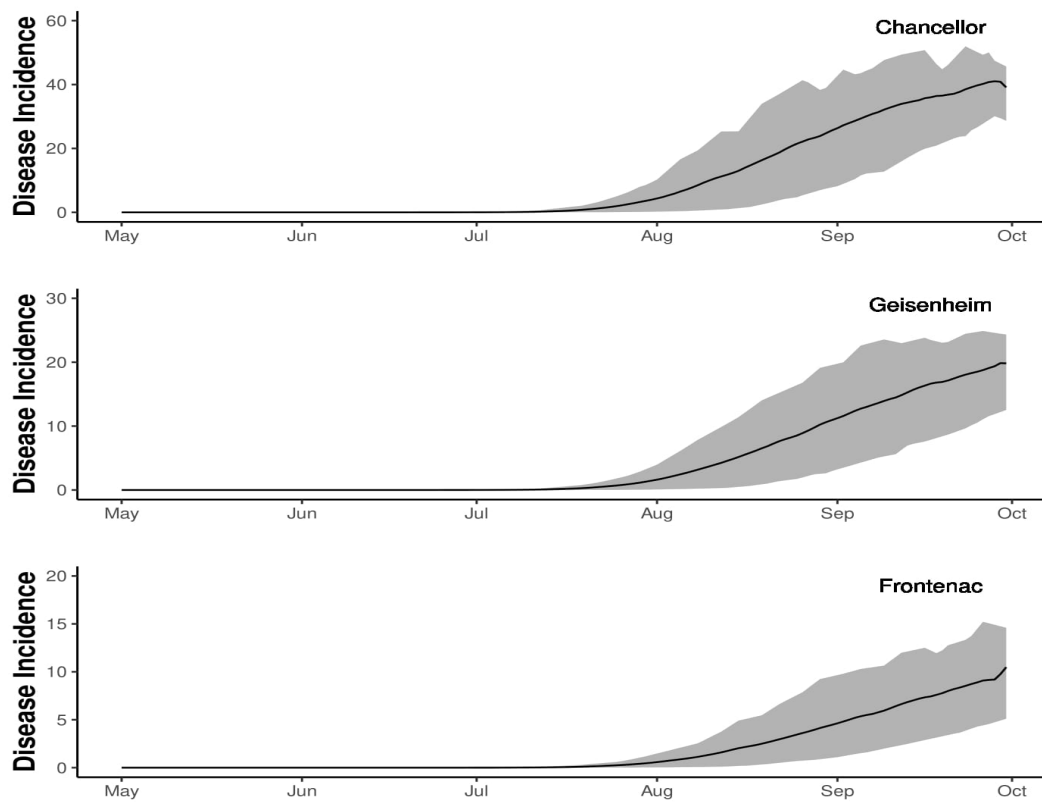 Chancellor
Disease Incidence
60
40
20
0
May Jun Jul Aug Sep Oct
Geisenheim
Disease Incidence
30
20
10
0
May Jun Jul Aug Sep Oct
Frontenac
Disease Incidence
20
15
10
5
0
May Jun Jul Aug Sep Oct